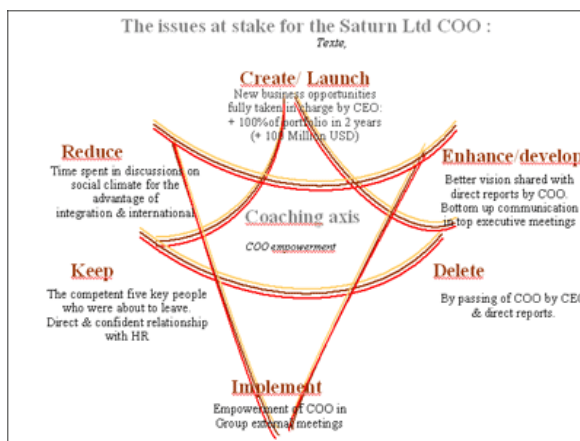 The issues at stake for the Saturn Ltd COO :
Texte,
Create/ Launch
New business opportunities
fully taken in charge by CEO:
+ 100%of portfolio in 2 years
(+ 100 Million USD)
Reduce
Time spent in discussions on
social climate for the
advantage of
integration & international
Enhance/develop
Better vision shared with
direct reports by COO.
Bottom up communication
in top executive meetings
Coaching axis
COO empowerment
Keep
The competent five key people
who were about to leave.
Direct & confident relationship
with HR
Delete
By passing of COO by CEO
& direct reports.
Implement
Empowerment of COO in
Group external meetings